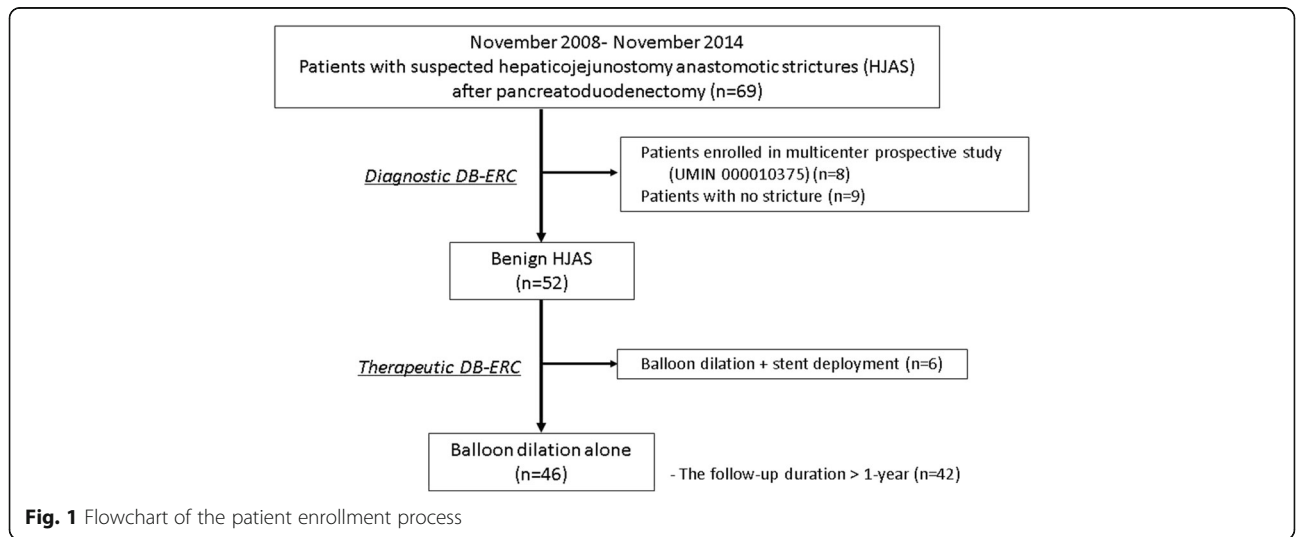 November 2008- November 2014
Patients with suspected hepaticojejunostomy anastomotic strictures (HJAS)
after pancreatoduodenectomy (n=69)
Diagnostic DB-ERC
Patients enrolled in multicenter prospective study
(UMIN 000010375) (n=8)
Patients with no stricture (n=9)
Benign HJAS
(n=52)
Therapeutic DB-ERC
Balloon dilation + stent deployment (n=6)
Balloon dilation alone
(n=46)
- The follow-up duration > 1-year (n=42)
Fig. 1 Flowchart of the patient enrollment process